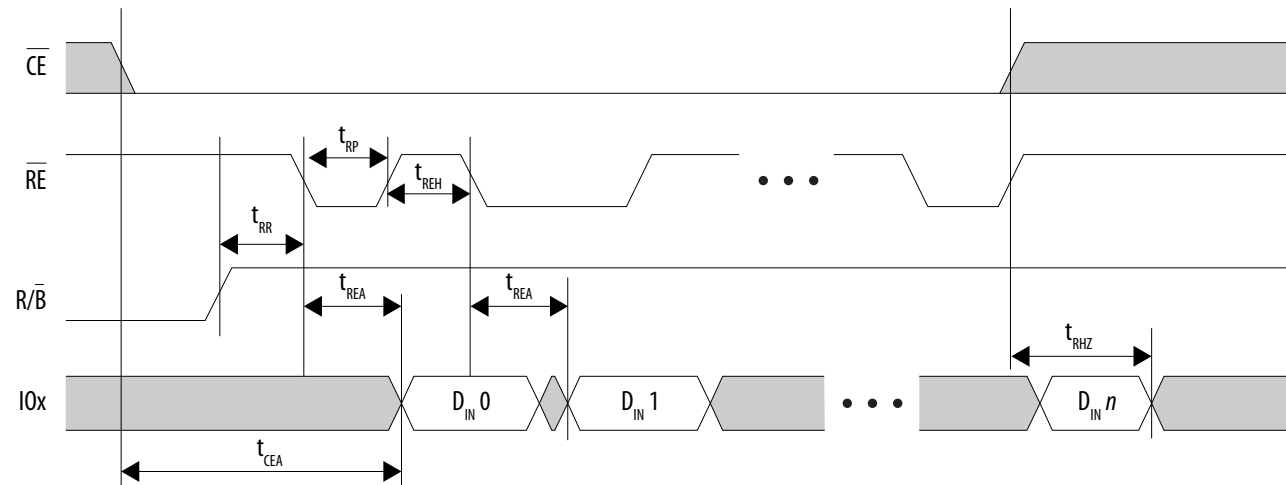 CE
tRP
RE
tREH
• • •
tRR
R/B̅
tREA
tREA
tRHZ
IOx
DIN 0
DIN 1
• • •
DIN n
tCEA